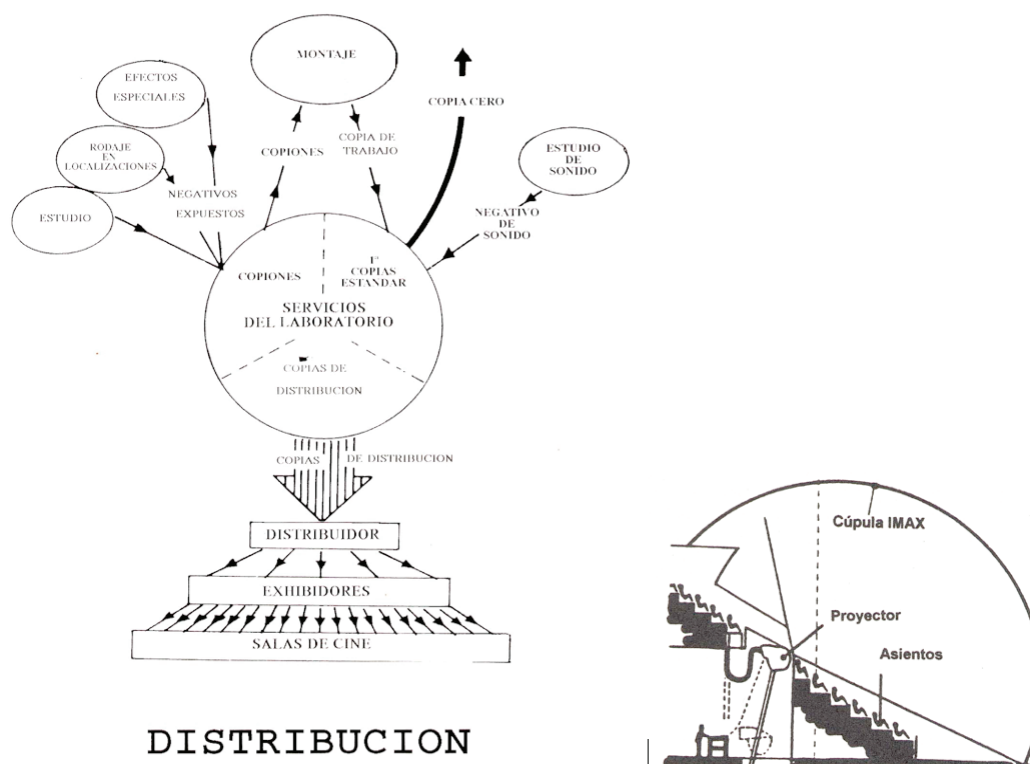 MONTAJE
EFECTOS
ESPECIALES
COPIA CERO
RODAJE
EN
LOCALIZACIONES
COPIONES
COPIA DE
TRABAJO
ESTUDIO
DE
SONIDO
ESTUDIO
NEGATIVOS
EXPUESTOS
NEGATIVO
DE
SONIDO
COPIONES
1ª
COPIAS
ESTANDAR
SERVICIOS
DEL LABORATORIO
COPIAS DE
DISTRIBUCION
COPIAS DE DISTRIBUCION
DISTRIBUIDOR
EXHIBIDORES
SALAS DE CINE
DISTRIBUCION
Cúpula IMAX
Proyector
Asientos